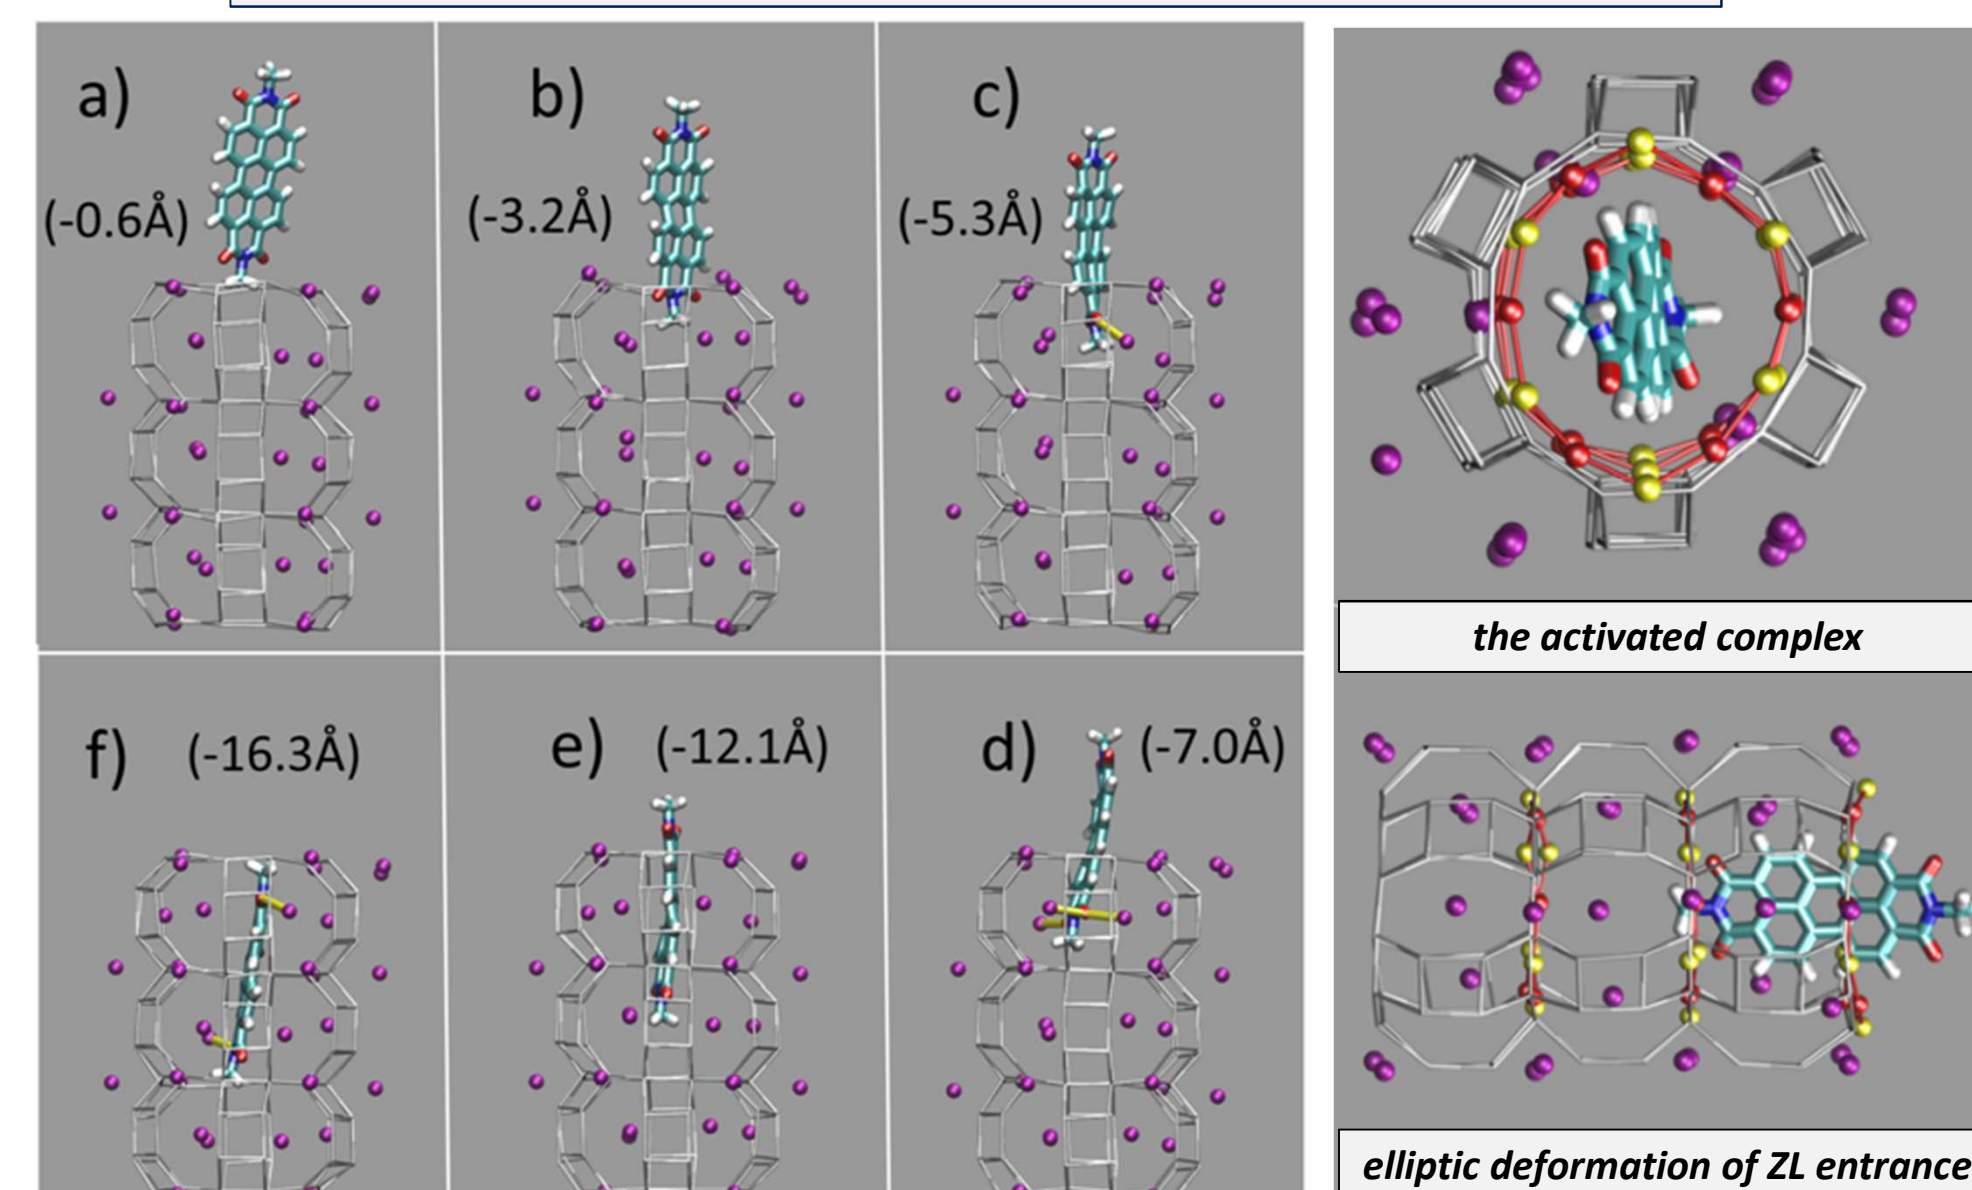 a)
(-0.6Å)
b)
(-3.2Å)
c)
(-5.3Å)
the activated complex
f) (-16.3Å)
e) (-12.1Å)
d) (-7.0Å)
elliptic deformation of ZL entrance